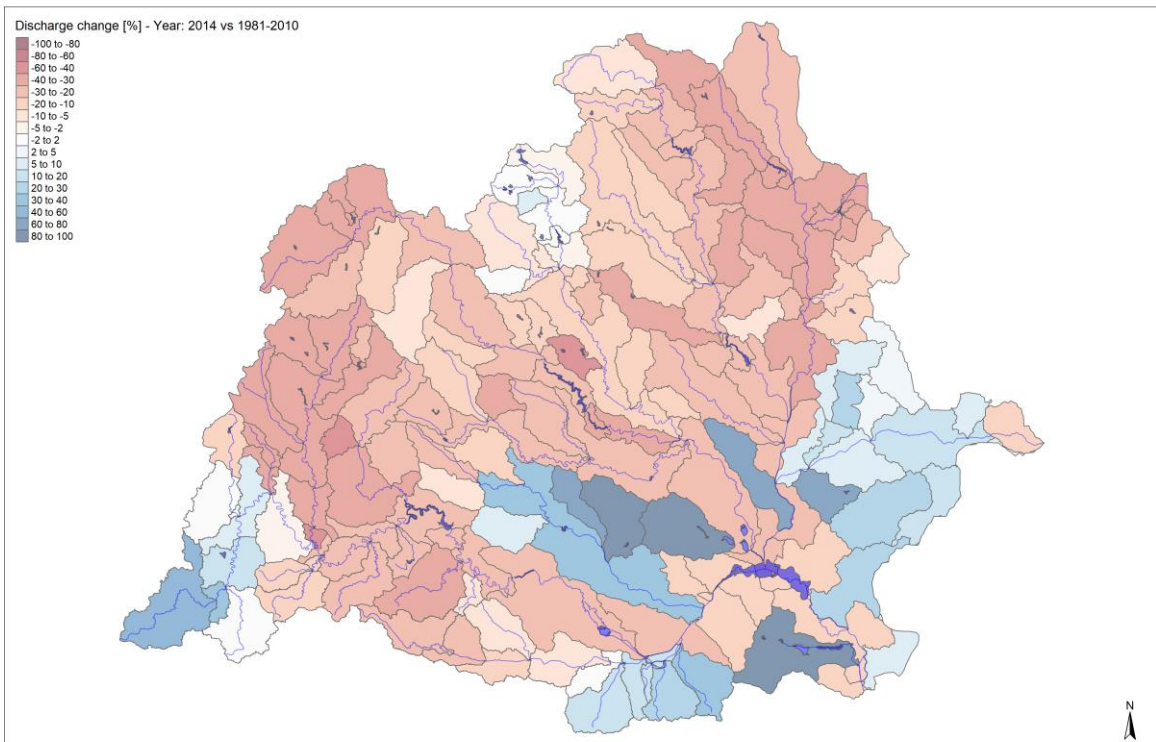 Discharge change [%] - Year: 2014 vs 1981-2010
-100 to -80
-80 to -60
-60 to -40
-40 to -30
-30 to -20
-20 to -10
-10 to -5
-5 to -2
-2 to 2
2 to 5
5 to 10
10 to 20
20 to 30
30 to 40
40 to 60
60 to 80
80 to 100
N